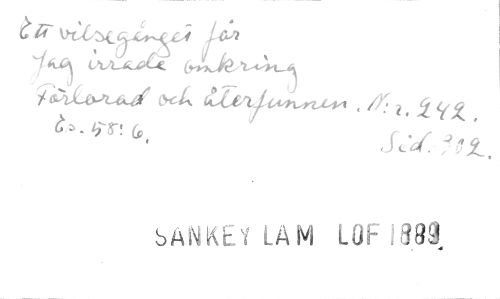 Ett vilsegånget får
Jag irrade omkring
Förlorad och återfunnen. N:r. 242.
Es. 58:6.
Sid. 302.
SANKEY LAM LOF 1889.